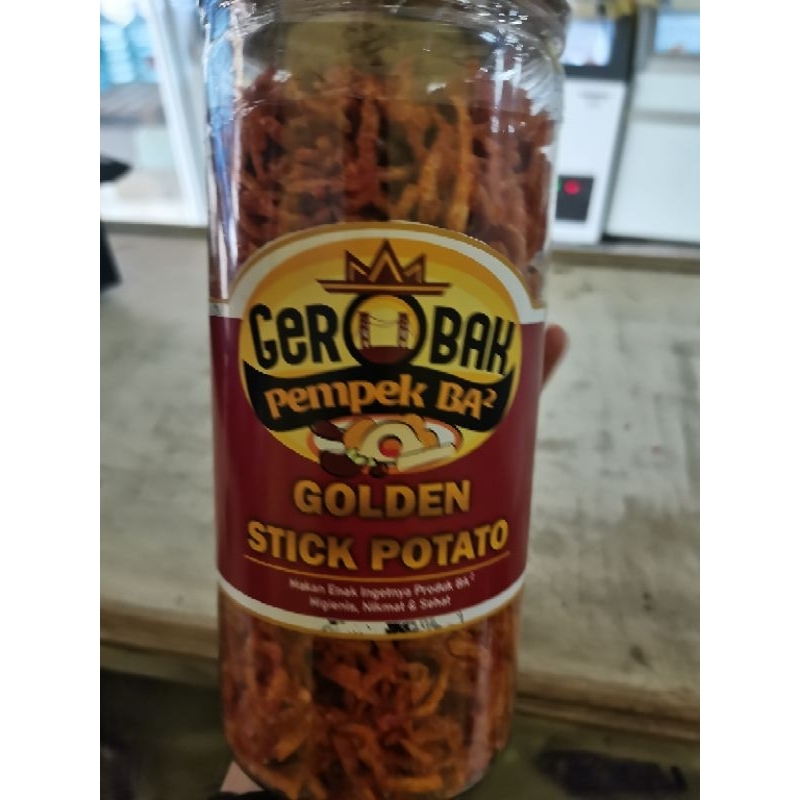 GerOBAK
Pempek BA²
GOLDEN
STICK POTATO
Makan Enak Ingetnya Produk BA²
Higienis, Nikmat & Sehat